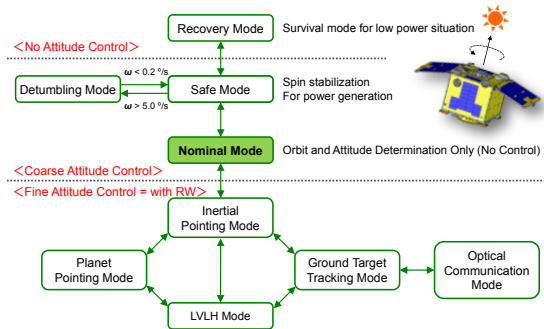 Recovery Mode
Survival mode for low power situation
<No Attitude Control>
ω < 0.2 º/s
Detumbling Mode
Safe Mode
Spin stabilization
For power generation
ω > 5.0 º/s
Nominal Mode
Orbit and Attitude Determination Only (No Control)
<Coarse Attitude Control>
<Fine Attitude Control = with RW>
Inertial
Pointing Mode
Planet
Pointing Mode
Ground Target
Tracking Mode
Optical
Communication
Mode
LVLH Mode